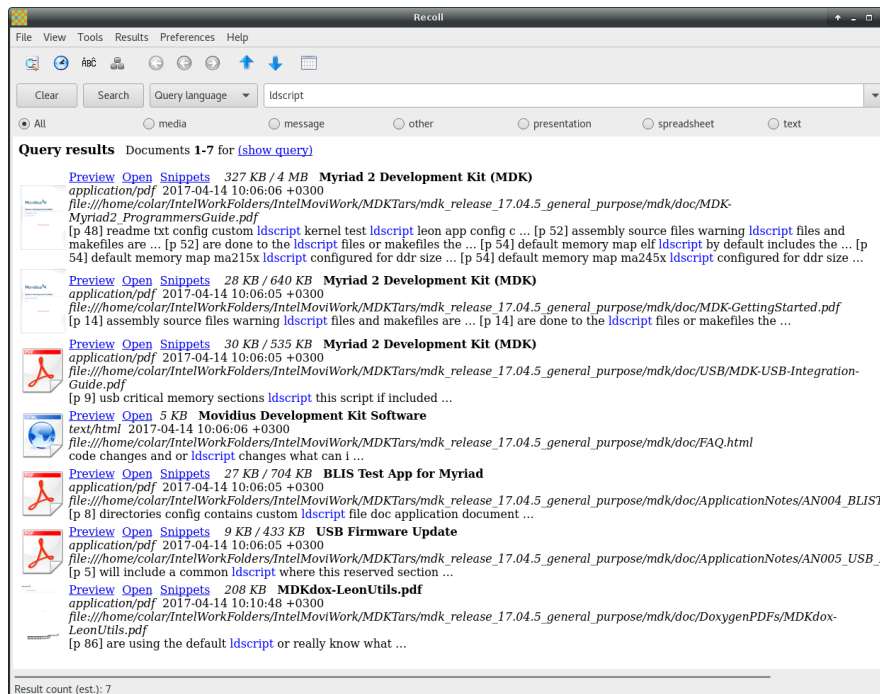 Recoll
File View Tools Results Preferences Help
ÀB̂Ĉ
Clear Search Query language ldscript
All media message other presentation spreadsheet text
Query results Documents 1-7 for (show query)
Preview Open Snippets 327 KB / 4 MB Myriad 2 Development Kit (MDK)
application/pdf 2017-04-14 10:06:06 +0300
file:///home/colar/IntelWorkFolders/IntelMoviWork/MDKTars/mdk_release_17.04.5_general_purpose/mdk/doc/MDK-
Myriad2_ProgrammersGuide.pdf
[p 48] readme txt config custom ldscript kernel test ldscript leon app config c ... [p 52] assembly source files warning ldscript files and
makefiles are ... [p 52] are done to the ldscript files or makefiles the ... [p 54] default memory map elf ldscript by default includes the ... [p
54] default memory map ma215x ldscript configured for ddr size ... [p 54] default memory map ma245x ldscript configured for ddr size ...
Preview Open Snippets 28 KB / 640 KB Myriad 2 Development Kit (MDK)
application/pdf 2017-04-14 10:06:05 +0300
file:///home/colar/IntelWorkFolders/IntelMoviWork/MDKTars/mdk_release_17.04.5_general_purpose/mdk/doc/MDK-GettingStarted.pdf
[p 14] assembly source files warning ldscript files and makefiles are ... [p 14] are done to the ldscript files or makefiles the ...
Preview Open Snippets 30 KB / 535 KB Myriad 2 Development Kit (MDK)
application/pdf 2017-04-14 10:06:05 +0300
file:///home/colar/IntelWorkFolders/IntelMoviWork/MDKTars/mdk_release_17.04.5_general_purpose/mdk/doc/USB/MDK-USB-Integration-
Guide.pdf
[p 9] usb critical memory sections ldscript this script if included ...
Preview Open 5 KB Movidius Development Kit Software
text/html 2017-04-14 10:06:06 +0300
file:///home/colar/IntelWorkFolders/IntelMoviWork/MDKTars/mdk_release_17.04.5_general_purpose/mdk/doc/FAQ.html
code changes and or ldscript changes what can i ...
Preview Open Snippets 27 KB / 704 KB BLIS Test App for Myriad
application/pdf 2017-04-14 10:06:05 +0300
file:///home/colar/IntelWorkFolders/IntelMoviWork/MDKTars/mdk_release_17.04.5_general_purpose/mdk/doc/ApplicationNotes/AN004_BLIST
[p 8] directories config contains custom ldscript file doc application document ...
Preview Open Snippets 9 KB / 433 KB USB Firmware Update
application/pdf 2017-04-14 10:06:05 +0300
file:///home/colar/IntelWorkFolders/IntelMoviWork/MDKTars/mdk_release_17.04.5_general_purpose/mdk/doc/ApplicationNotes/AN005_USB_
[p 5] will include a common ldscript where this reserved section ...
Preview Open Snippets 208 KB MDKdox-LeonUtils.pdf
application/pdf 2017-04-14 10:10:48 +0300
file:///home/colar/IntelWorkFolders/IntelMoviWork/MDKTars/mdk_release_17.04.5_general_purpose/mdk/doc/DoxygenPDFs/MDKdox-
LeonUtils.pdf
[p 86] are using the default ldscript or really know what ...
Result count (est.): 7